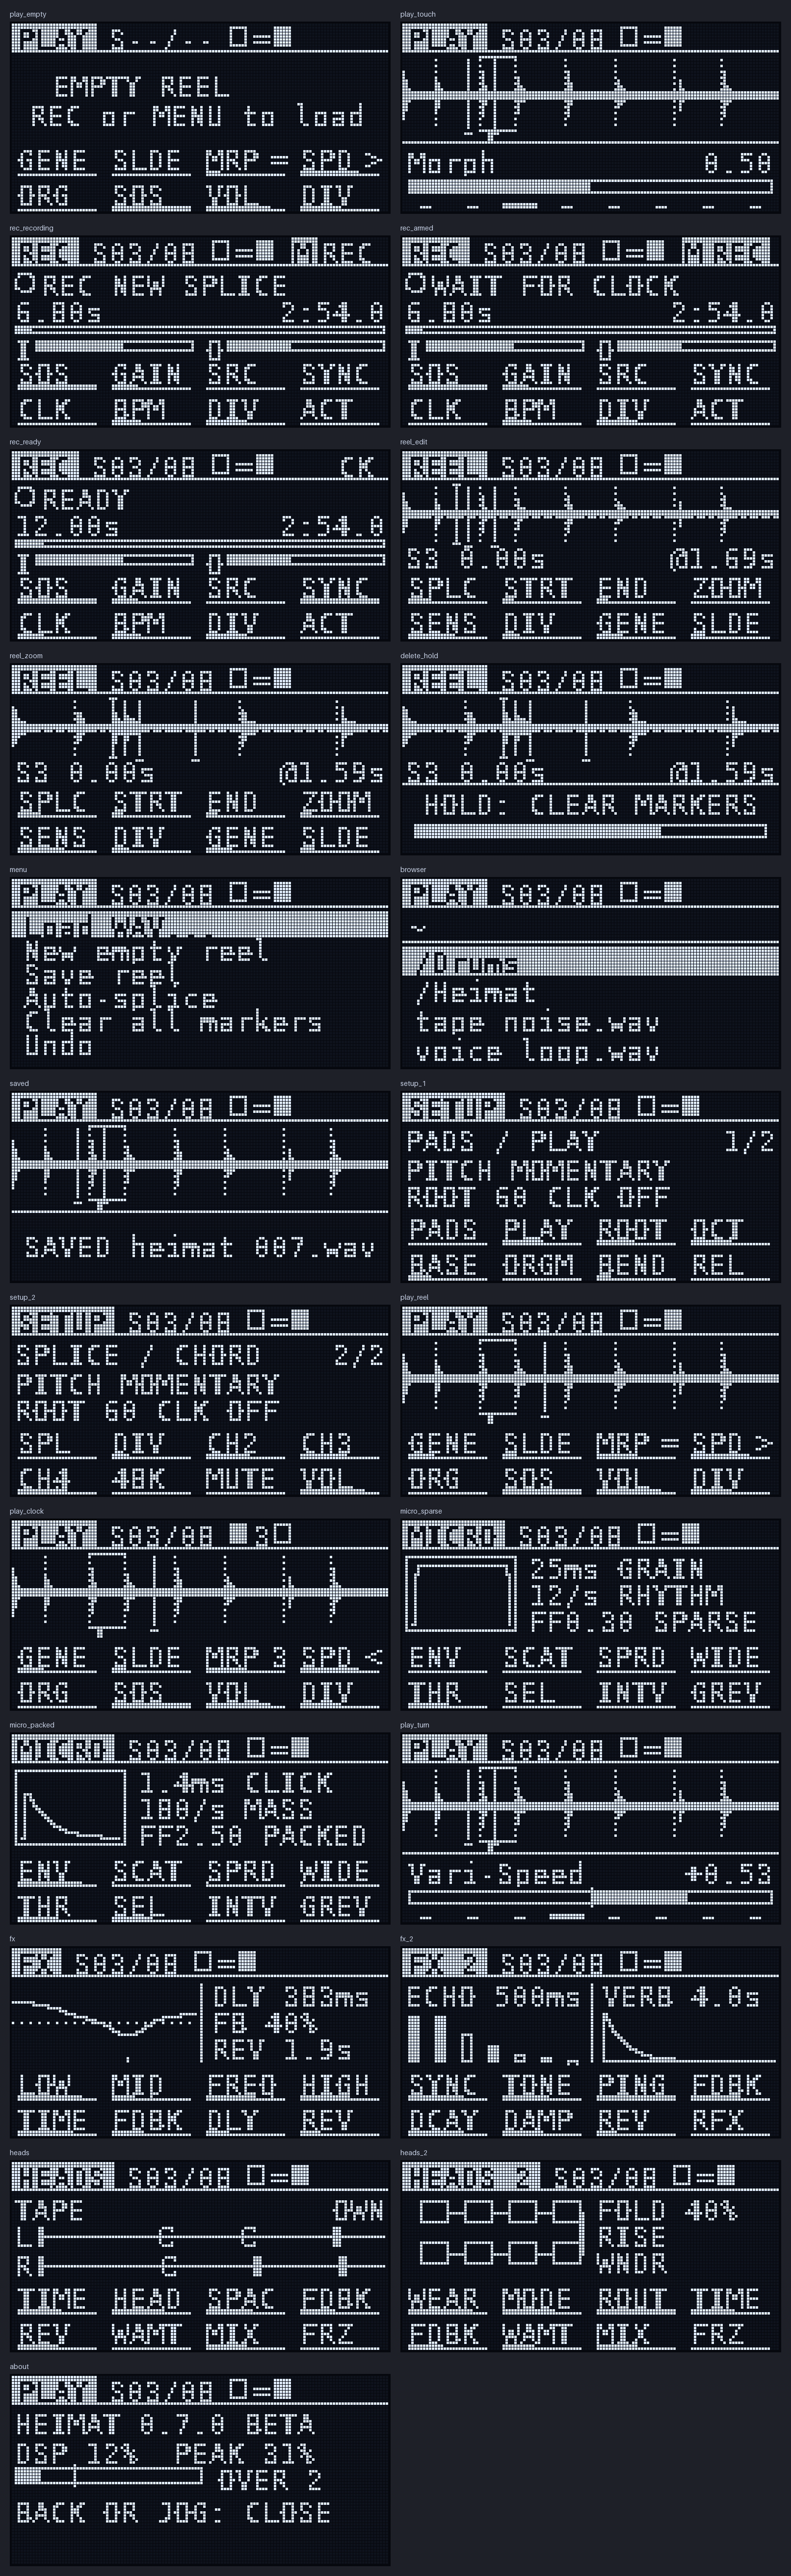 play_empty
PLAY S--/-- O=■
EMPTY REEL
REC or MENU to load
GENE SLDE MRP = SPD >
ORG SOS VOL DIV
play_touch
PLAY S03/08 O=■
Morph 0.50
rec_recording
REC S03/08 O=■ MREC
REC NEW SPLICE
6.80s 2:54.0
I O
SOS GAIN SRC SYNC
CLK BPM DIV ACT
rec_armed
REC S03/08 O=■ MREC
WAIT FOR CLOCK
6.80s 2:54.0
I O
SOS GAIN SRC SYNC
CLK BPM DIV ACT
rec_ready
REC S03/08 O=■ CK
READY
12.00s 2:54.0
I O
SOS GAIN SRC SYNC
CLK BPM DIV ACT
reel_edit
REEL S03/08 O=■
S3 0.80s @1.69s
SPLC STRT END ZOOM
SENS DIV GENE SLDE
reel_zoom
REEL S03/08 O=■
S3 0.80s @1.59s
SPLC STRT END ZOOM
SENS DIV GENE SLDE
delete_hold
REEL S03/08 O=■
S3 0.80s @1.59s
HOLD: CLEAR MARKERS
menu
PLAY S03/08 O=■
Load WAV
New empty reel
Save reel
Auto-splice
Clear all markers
Undo
browser
PLAY S03/08 O=■
~
/Drums
/Heimat
tape noise.wav
voice loop.wav
saved
PLAY S03/08 O=■
SAVED heimat 007.wav
setup_1
SETUP S03/08 O=■
PADS / PLAY 1/2
PITCH MOMENTARY
ROOT 60 CLK OFF
PADS PLAY ROOT OCT
BASE ORGM BEND REL
setup_2
SETUP S03/08 O=■
SPLICE / CHORD 2/2
PITCH MOMENTARY
ROOT 60 CLK OFF
SPL DIV CH2 CH3
CH4 48K MUTE VOL
play_reel
PLAY S03/08 O=■
GENE SLDE MRP = SPD >
ORG SOS VOL DIV
play_clock
PLAY S03/08 ■3O
GENE SLDE MRP 3 SPD <
ORG SOS VOL DIV
micro_sparse
MICRO S03/08 O=■
25ms GRAIN
12/s RHYTHM
FF0.30 SPARSE
ENV SCAT SPRD WIDE
THR SEL INTV GREV
micro_packed
MICRO S03/08 O=■
1.4ms CLICK
180/s MASS
FF2.50 PACKED
ENV SCAT SPRD WIDE
THR SEL INTV GREV
play_turn
PLAY S03/08 O=■
Vari-Speed +0.53
fx
FX S03/08 O=■
DLY 383ms
FB 40%
REV 1.9s
LOW MID FREQ HIGH
TIME FDBK DLY REV
fx_2
FX 2 S03/08 O=■
ECHO 500ms VERB 4.0s
SYNC TONE PING FDBK
DCAY DAMP REV RFX
heads
HEADS S03/08 O=■
TAPE OWN
L
R
TIME HEAD SPAC FDBK
REV WAMT MIX FRZ
heads_2
HEADS 2 S03/08 O=■
FOLD 40%
RISE
WNDR
WEAR MODE ROUT TIME
FDBK WAMT MIX FRZ
about
PLAY S03/08 O=■
HEIMAT 0.7.0 BETA
DSP 12% PEAK 31%
OVER 2
BACK OR JOG: CLOSE